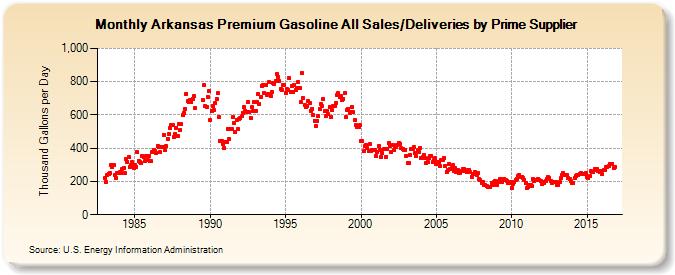 Monthly Arkansas Premium Gasoline All Sales/Deliveries by Prime Supplier
Thousand Gallons per Day
1,000
800
600
400
200
0
1985 1990 1995 2000 2005 2010 2015
Source: U.S. Energy Information Administration